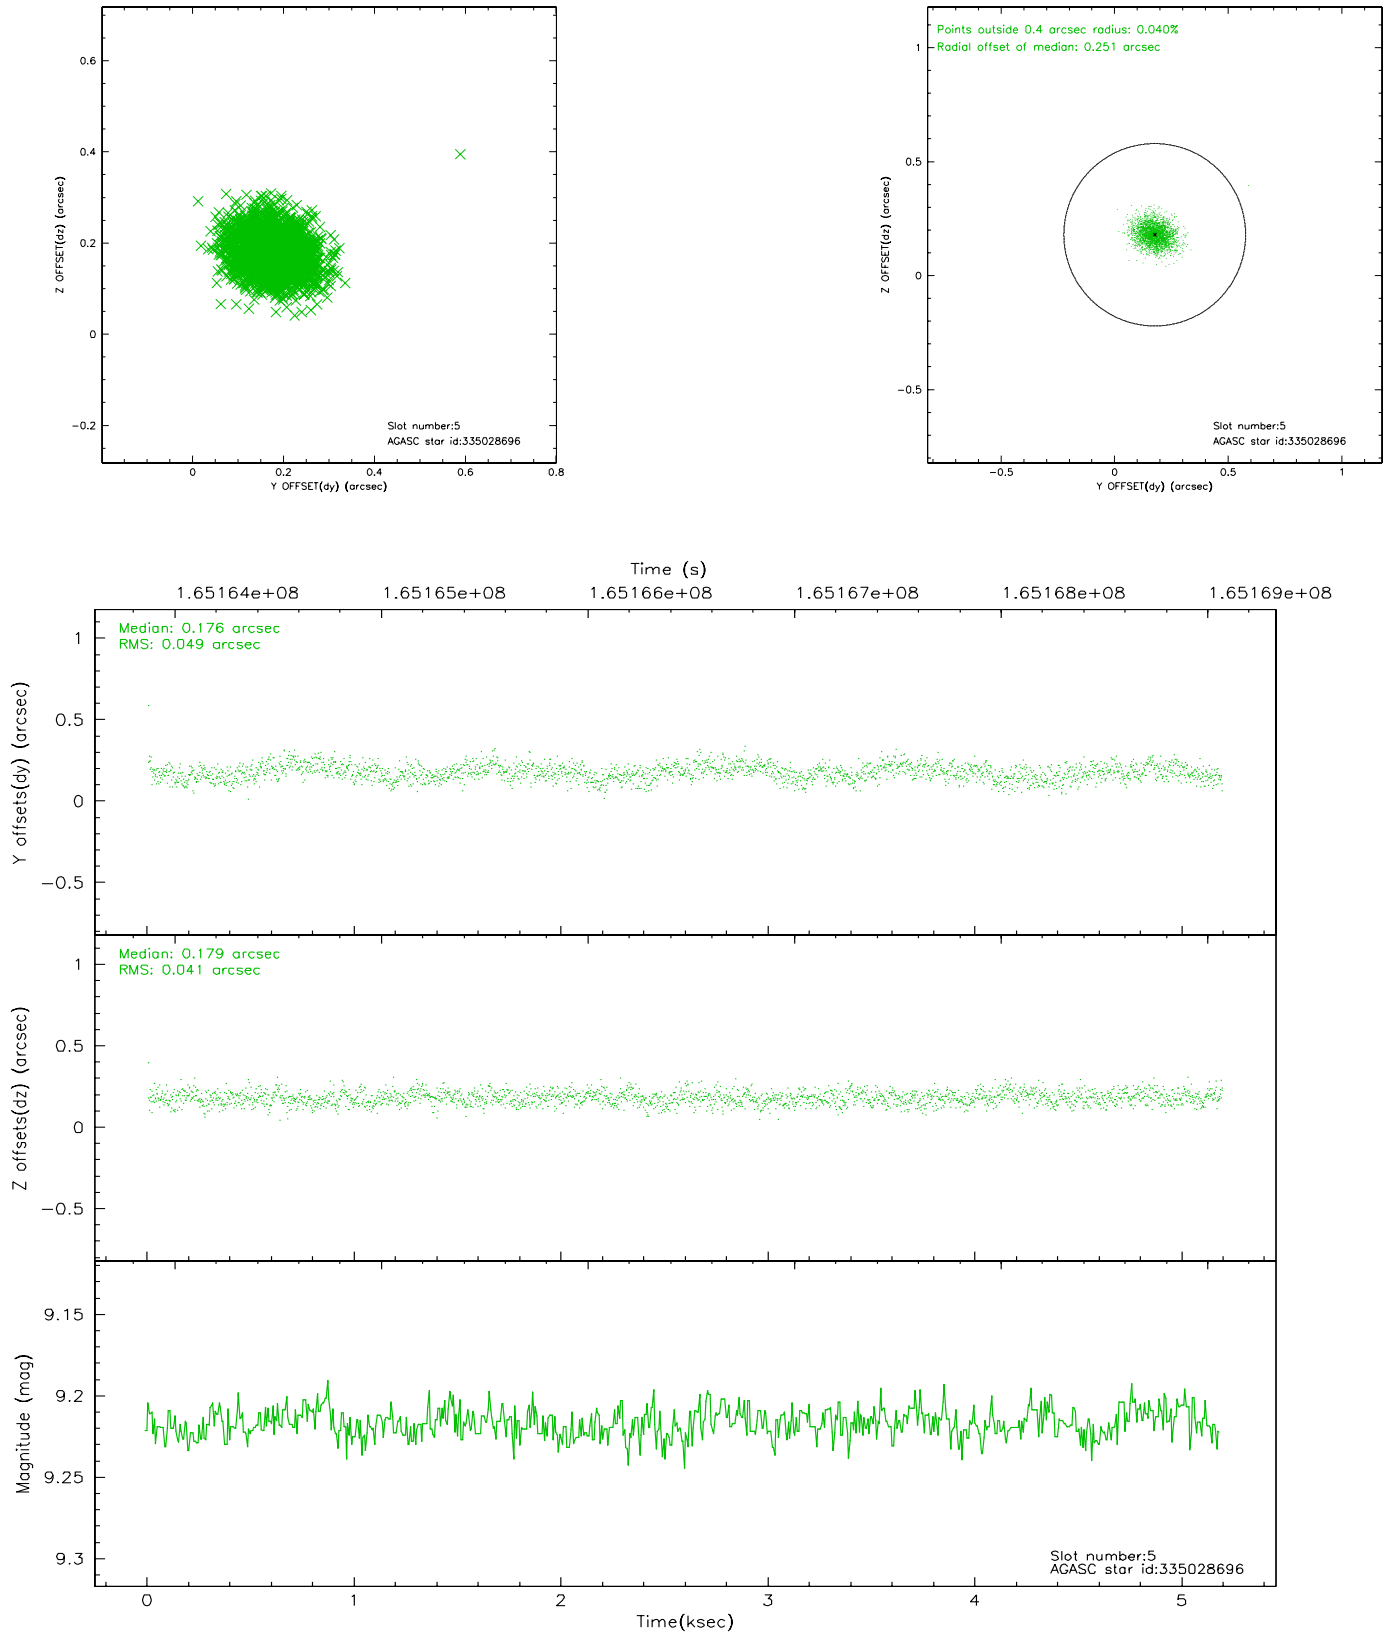 0.6
0.4
0.2
0
−0.2
Z OFFSET(dz) (arcsec)
Slot number:5
AGASC star id:335028696
0 0.2 0.4 0.6 0.8
Y OFFSET(dy) (arcsec)
Points outside 0.4 arcsec radius: 0.040%
Radial offset of median: 0.251 arcsec
1
0.5
0
−0.5
Z OFFSET(dz) (arcsec)
Slot number:5
AGASC star id:335028696
−0.5 0 0.5 1
Y OFFSET(dy) (arcsec)
Time (s)
1.65164e+08 1.65165e+08 1.65166e+08 1.65167e+08 1.65168e+08 1.65169e+08
Median: 0.176 arcsec
RMS: 0.049 arcsec
1
0.5
0
−0.5
Y offsets(dy) (arcsec)
Median: 0.179 arcsec
RMS: 0.041 arcsec
1
0.5
0
−0.5
Z offsets(dz) (arcsec)
9.15
9.2
9.25
9.3
Magnitude (mag)
Slot number:5
AGASC star id:335028696
0 1 2 3 4 5
Time(ksec)